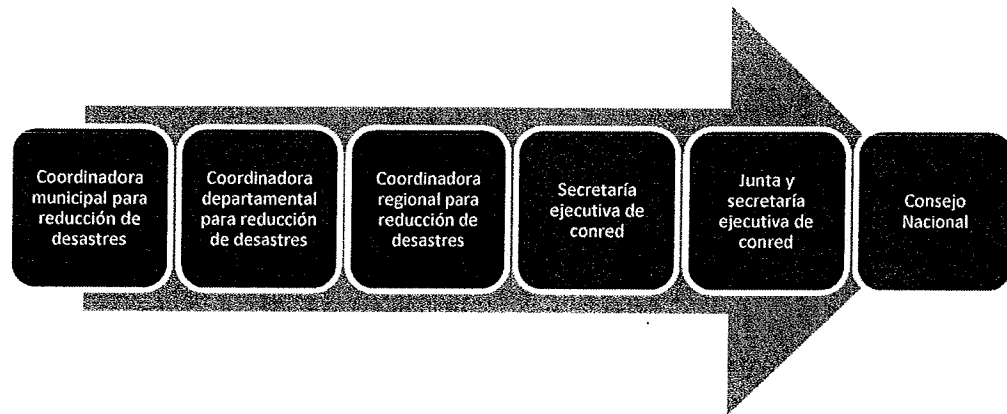 Coordinadora
municipal para
reducción de
desastres
Coordinadora
departamental
para reducción
de desastres
Coordinadora
regional para
reducción de
desastres
Secretaría
ejecutiva de
conred
Junta y
secretaría
ejecutiva de
conred
Consejo
Nacional